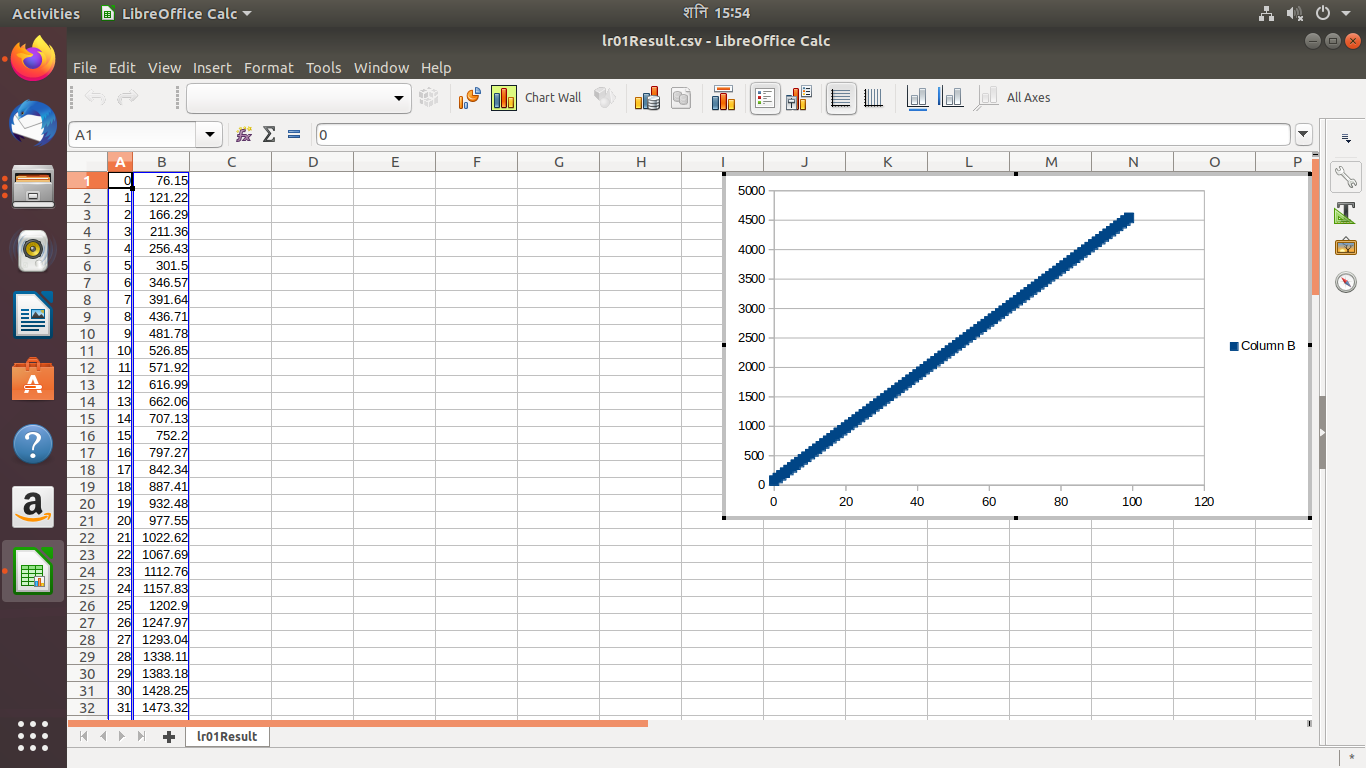 Activities LibreOffice Calc शनि 15:54
lr01Result.csv - LibreOffice Calc
File Edit View Insert Format Tools Window Help
Chart Wall All Axes
A1 0
A B C D E F G H I J K L M N O P
1 0 76.15
2 1 121.22
3 2 166.29
4 3 211.36
5 4 256.43
6 5 301.5
7 6 346.57
8 7 391.64
9 8 436.71
10 9 481.78
11 10 526.85
12 11 571.92
13 12 616.99
14 13 662.06
15 14 707.13
16 15 752.2
17 16 797.27
18 17 842.34
19 18 887.41
20 19 932.48
21 20 977.55
22 21 1022.62
23 22 1067.69
24 23 1112.76
25 24 1157.83
26 25 1202.9
27 26 1247.97
28 27 1293.04
29 28 1338.11
30 29 1383.18
31 30 1428.25
32 31 1473.32
5000
4500
4000
3500
3000
2500
2000
1500
1000
500
0
0 20 40 60 80 100 120
Column B
lr01Result